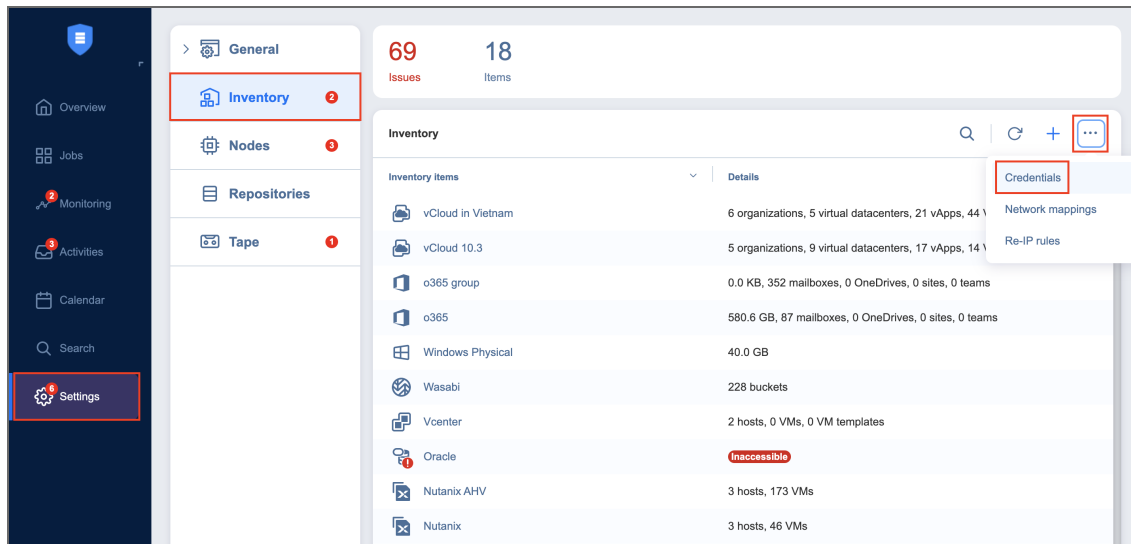 Overview
Jobs
2
Monitoring
3
Activities
Calendar
Search
6
Settings
General
Inventory 2
Nodes 3
Repositories
Tape 1
69 18
Issues Items
Inventory
Inventory items Details
Credentials
Network mappings
Re-IP rules
vCloud in Vietnam 6 organizations, 5 virtual datacenters, 21 vApps, 44
vCloud 10.3 5 organizations, 9 virtual datacenters, 17 vApps, 14
o365 group 0.0 KB, 352 mailboxes, 0 OneDrives, 0 sites, 0 teams
o365 580.6 GB, 87 mailboxes, 0 OneDrives, 0 sites, 0 teams
Windows Physical 40.0 GB
Wasabi 228 buckets
Vcenter 2 hosts, 0 VMs, 0 VM templates
Oracle Inaccessible
Nutanix AHV 3 hosts, 173 VMs
Nutanix 3 hosts, 46 VMs